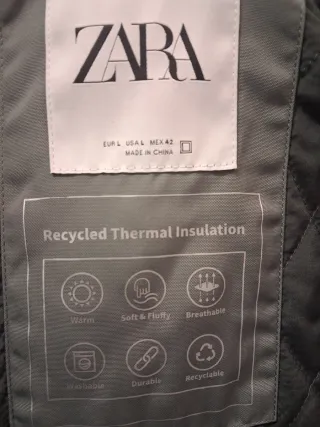 ZARA
EUR L USA L MEX 42
MADE IN CHINA
Recycled Thermal Insulation
Warm Soft & Fluffy Breathable
Washable Durable Recyclable